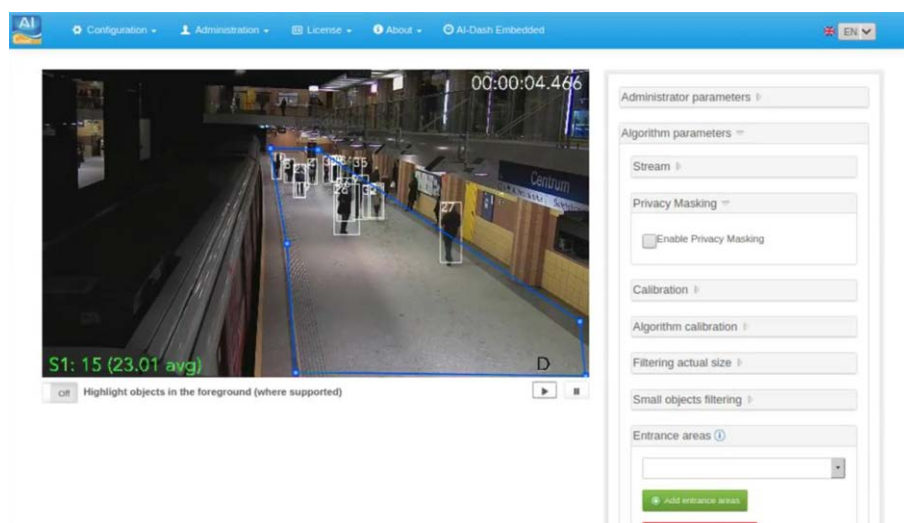 AI
Configuration
Administration
License
About
AI-Dash Embedded
EN
00:00:04.466
Centrum
27
S1: 15 (23.01 avg)
D
Off
Highlight objects in the foreground (where supported)
Administrator parameters
Algorithm parameters
Stream
Privacy Masking
Enable Privacy Masking
Calibration
Algorithm calibration
Filtering actual size
Small objects filtering
Entrance areas
Add entrance areas